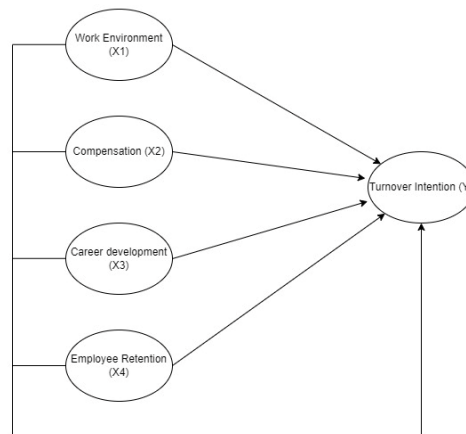 Work Environment
(X1)
Compensation (X2)
Turnover Intention (Y
Career development
(X3)
Employee Retention
(X4)